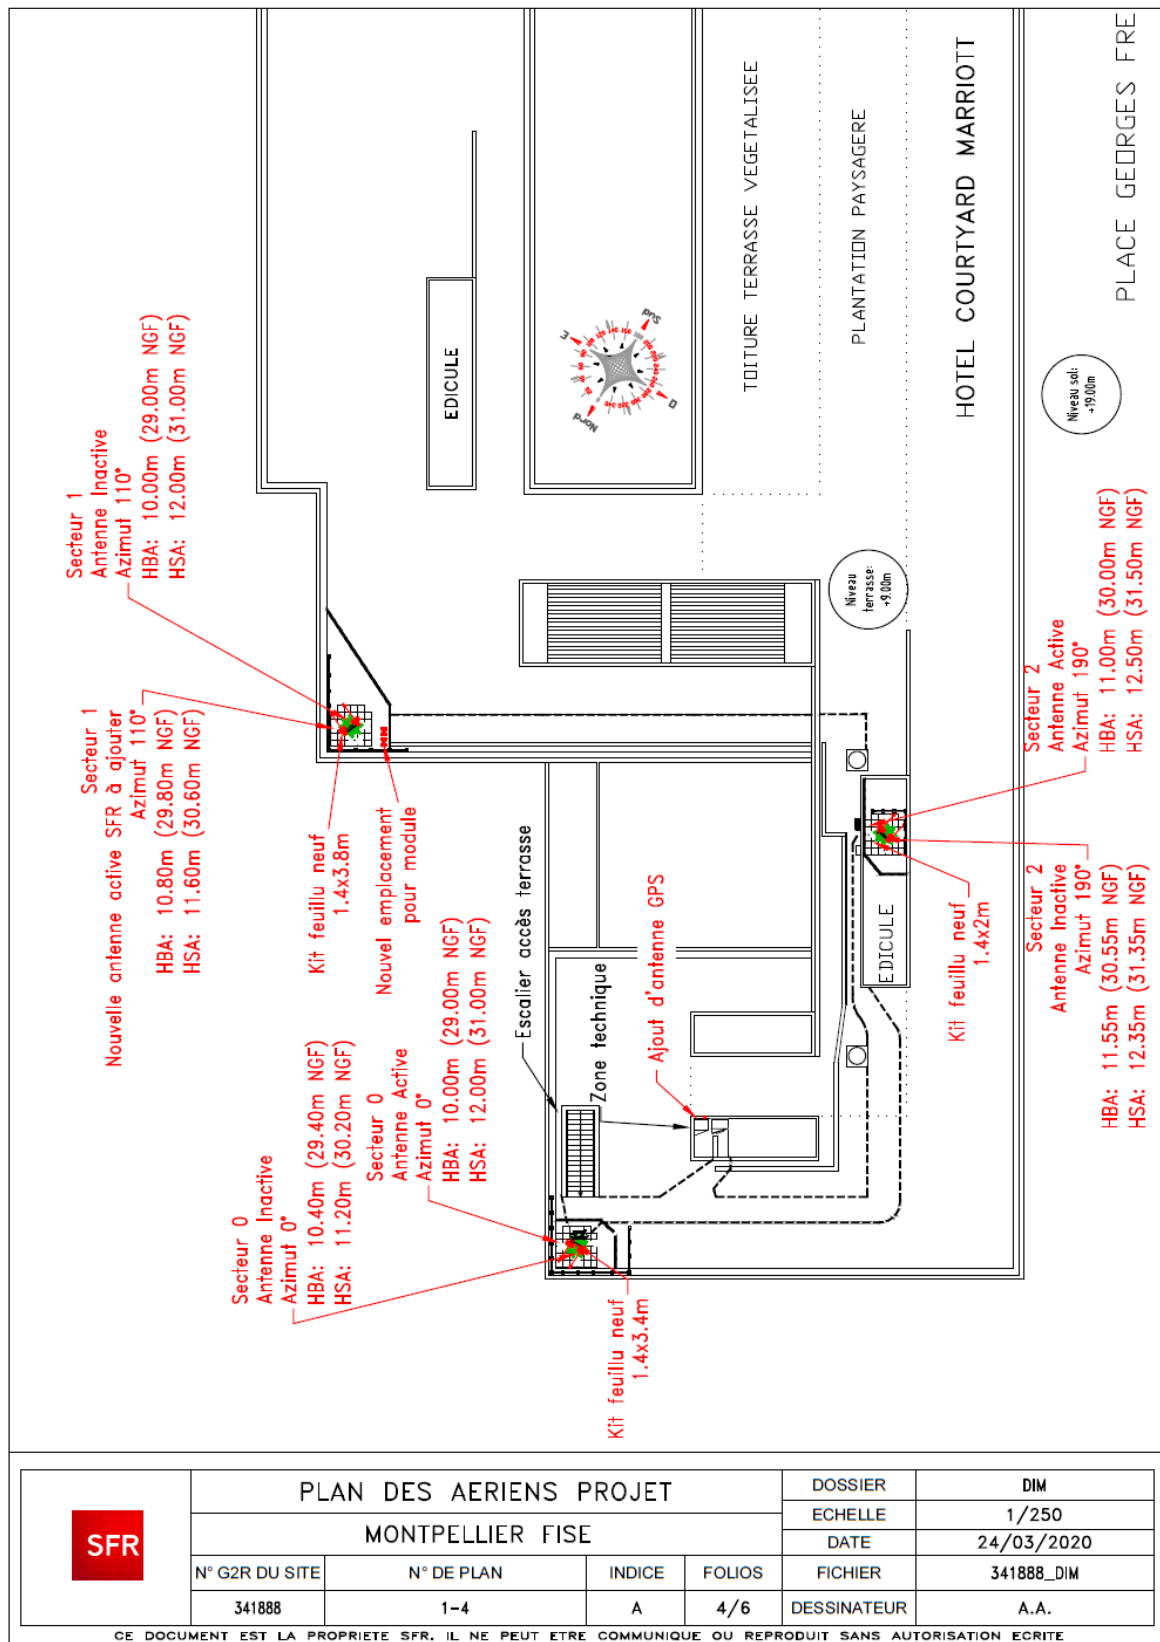 Secteur 1
Antenne Inactive
Azimut 110°
HBA: 10.00m (29.00m NGF)
HSA: 12.00m (31.00m NGF)
Secteur 1
Nouvelle antenne active SFR à ajouter
Azimut 110°
HBA: 10.80m (29.80m NGF)
HSA: 11.60m (30.60m NGF)
Kit feuillu neuf
1.4x3.8m
Nouvel emplacement
pour module
Secteur 0
Antenne Inactive
Azimut 0°
HBA: 10.40m (29.40m NGF)
HSA: 11.20m (30.20m NGF)
Secteur 0
Antenne Active
Azimut 0°
HBA: 10.00m (29.00m NGF)
HSA: 12.00m (31.00m NGF)
Escalier accès terrasse
Zone technique
Ajout d'antenne GPS
Kit feuillu neuf
1.4x3.4m
EDICULE
Nord
E
Sud
O
TOITURE TERRASSE VEGETALISEE
PLANTATION PAYSAGERE
HOTEL COURTYARD MARRIOTT
PLACE GEORGES FRE
Niveau sol:
+19.00m
Niveau
terrasse:
+9.00m
EDICULE
Secteur 2
Antenne Active
Azimut 190°
HBA: 11.00m (30.00m NGF)
HSA: 12.50m (31.50m NGF)
Kit feuillu neuf
1.4x2m
Secteur 2
Antenne Inactive
Azimut 190°
HBA: 11.55m (30.55m NGF)
HSA: 12.35m (31.35m NGF)
SFR
PLAN DES AERIENS PROJET
MONTPELLIER FISE
N° G2R DU SITE N° DE PLAN INDICE FOLIOS
341888 1-4 A 4/6
DOSSIER DIM
ECHELLE 1/250
DATE 24/03/2020
FICHIER 341888_DIM
DESSINATEUR A.A.
CE DOCUMENT EST LA PROPRIETE SFR. IL NE PEUT ETRE COMMUNIQUE OU REPRODUIT SANS AUTORISATION ECRITE